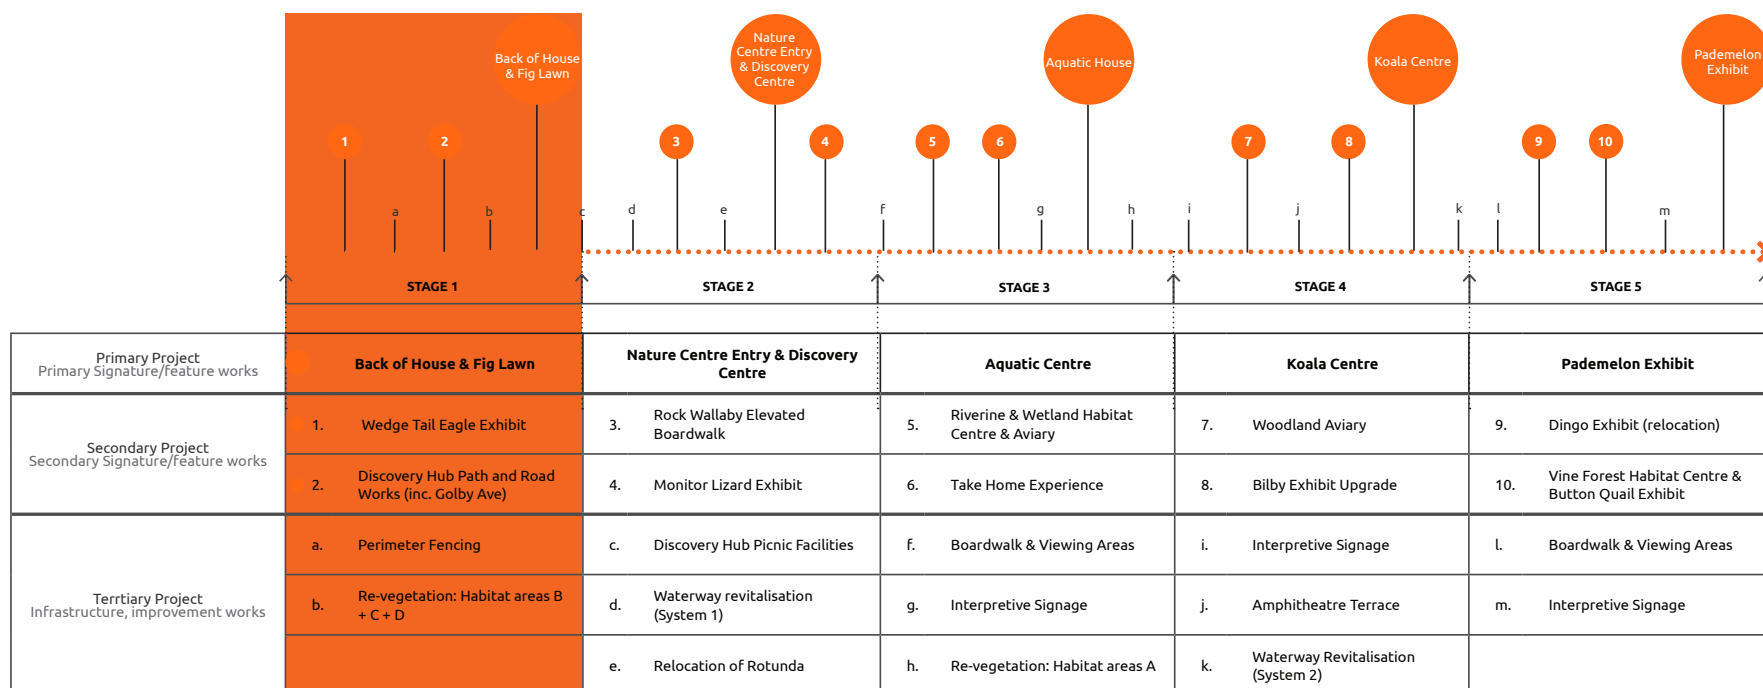 Back of House
& Fig Lawn
Nature
Centre Entry
& Discovery
Centre
Aquatic House
Koala Centre
Pademelon
Exhibit
1
2
3
4
5
6
7
8
9
10
a
b
c
d
e
f
g
h
i
j
k
l
m
STAGE 1
STAGE 2
STAGE 3
STAGE 4
STAGE 5
Primary Project
Primary Signature/feature works
Back of House & Fig Lawn
Nature Centre Entry & Discovery
Centre
Aquatic Centre
Koala Centre
Pademelon Exhibit
Secondary Project
Secondary Signature/feature works
1. Wedge Tail Eagle Exhibit
3. Rock Wallaby Elevated
Boardwalk
5. Riverine & Wetland Habitat
Centre & Aviary
7. Woodland Aviary
9. Dingo Exhibit (relocation)
2. Discovery Hub Path and Road
Works (inc. Golby Ave)
4. Monitor Lizard Exhibit
6. Take Home Experience
8. Bilby Exhibit Upgrade
10. Vine Forest Habitat Centre &
Button Quail Exhibit
Terrtiary Project
Infrastructure, improvement works
a. Perimeter Fencing
c. Discovery Hub Picnic Facilities
f. Boardwalk & Viewing Areas
i. Interpretive Signage
l. Boardwalk & Viewing Areas
b. Re-vegetation: Habitat areas B
+ C + D
d. Waterway revitalisation
(System 1)
g. Interpretive Signage
j. Amphitheatre Terrace
m. Interpretive Signage
e. Relocation of Rotunda
h. Re-vegetation: Habitat areas A
k. Waterway Revitalisation
(System 2)